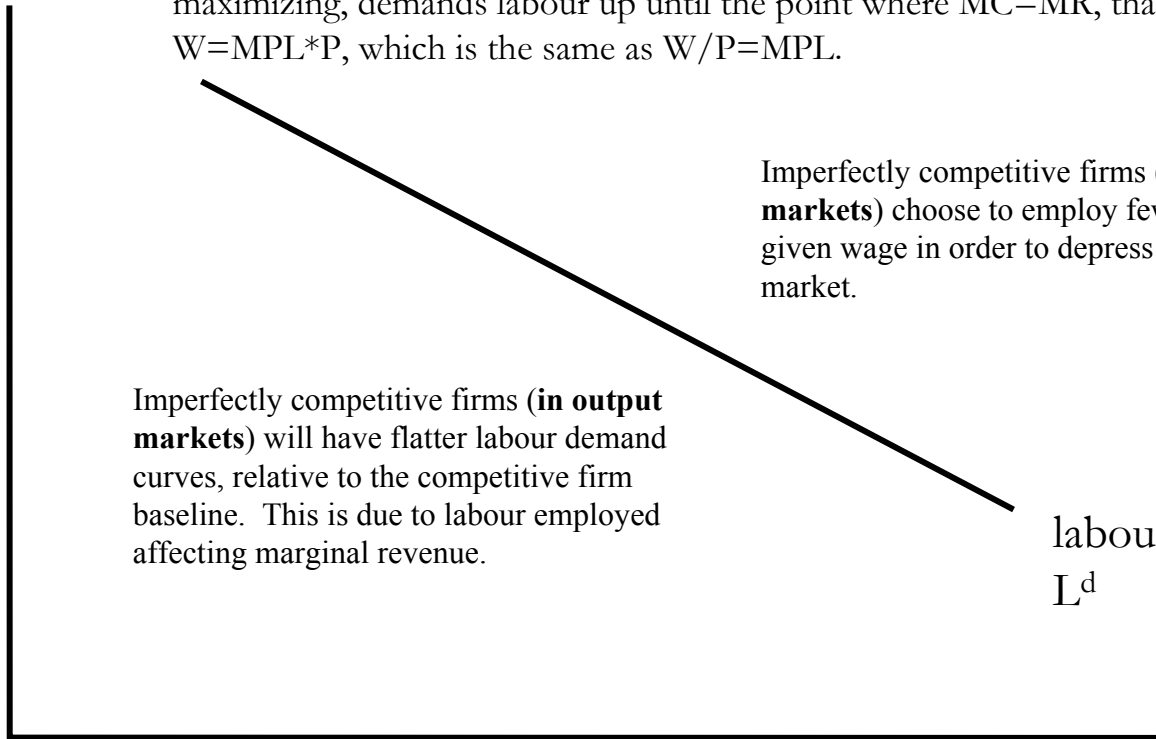 maximizing, demands labour up until the point where MC=MR, tha
W=MPL*P, which is the same as W/P=MPL.
Imperfectly competitive firms
markets) choose to employ few
given wage in order to depress
market.
Imperfectly competitive firms (in output
markets) will have flatter labour demand
curves, relative to the competitive firm
baseline. This is due to labour employed
affecting marginal revenue.
labou
Lᵈ